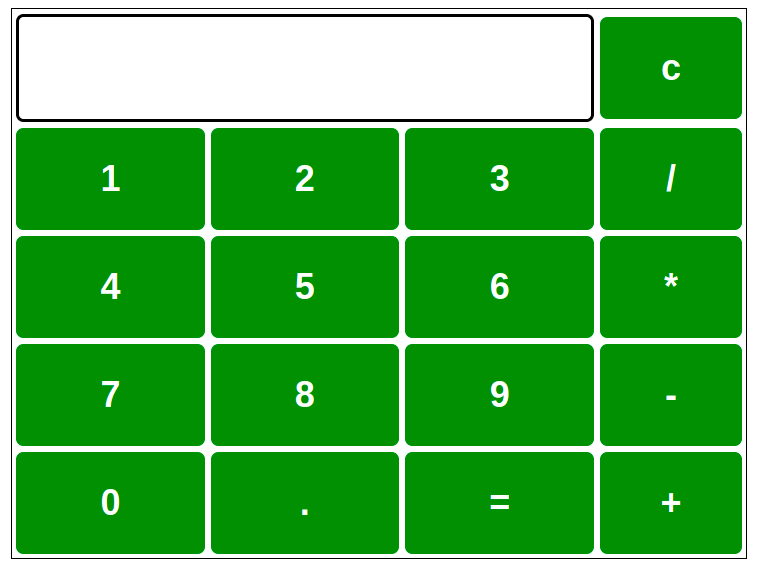 c
1 2 3 /
4 5 6 *
7 8 9 -
0 . = +